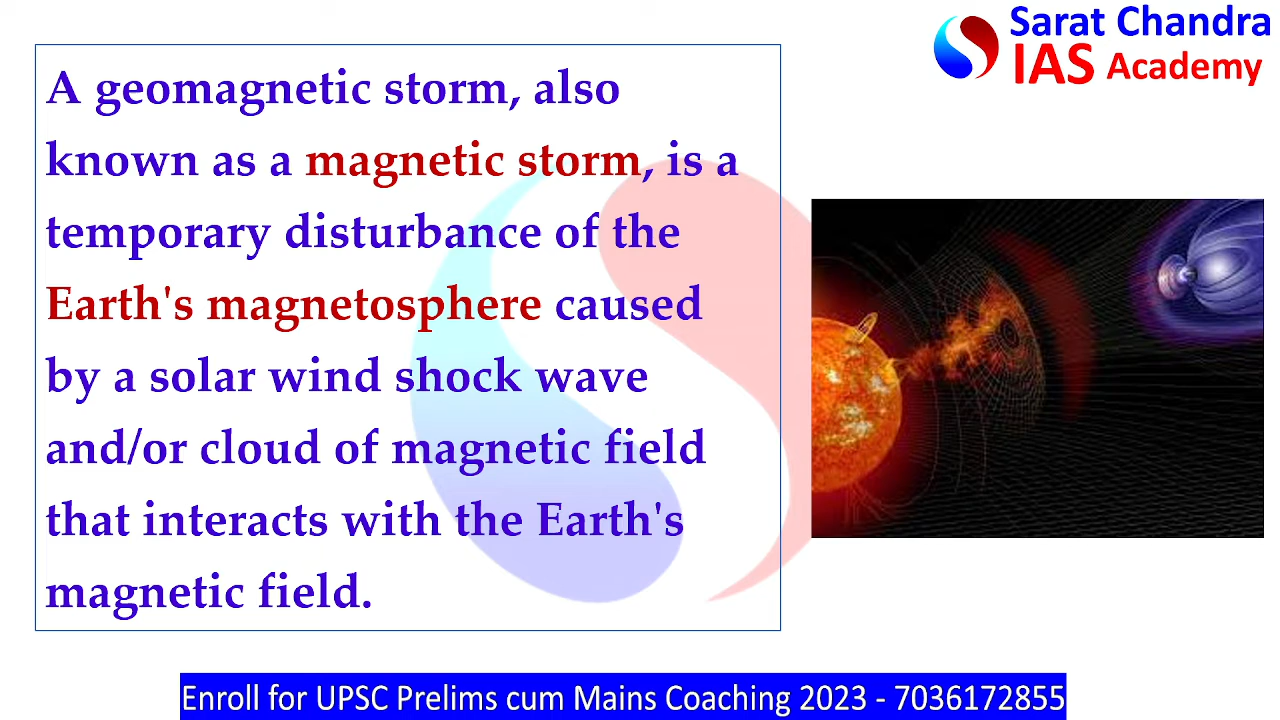 Sarat Chandra
IAS Academy
A geomagnetic storm, also
known as a magnetic storm, is a
temporary disturbance of the
Earth's magnetosphere caused
by a solar wind shock wave
and/or cloud of magnetic field
that interacts with the Earth's
magnetic field.
Enroll for UPSC Prelims cum Mains Coaching 2023 - 7036172855